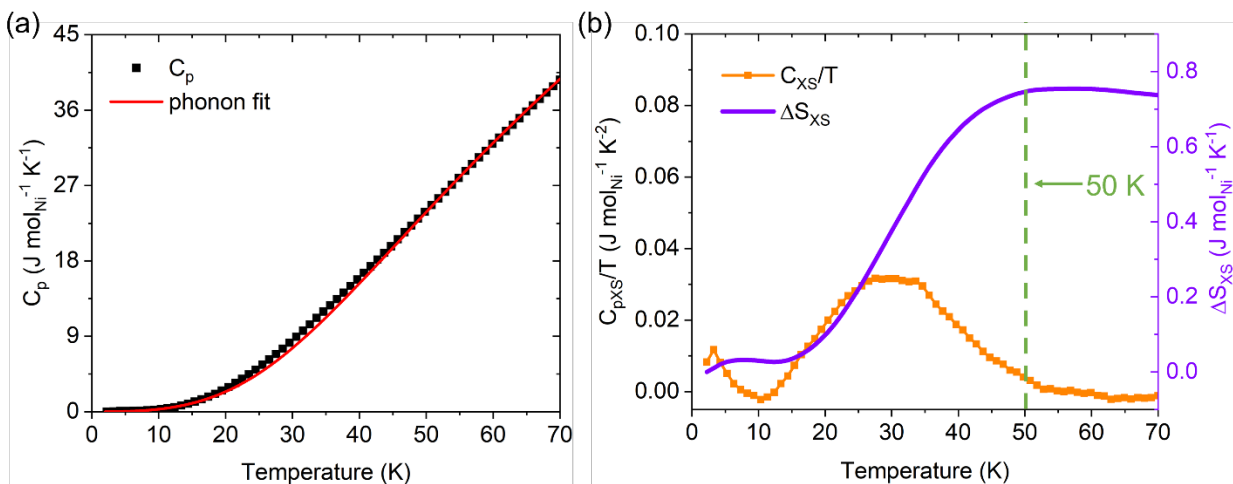 (a)
45
36
27
18
9
0
C_p (J mol_Ni^-1 K^-1)
C_p
phonon fit
0 10 20 30 40 50 60 70
Temperature (K)
(b)
0.10
0.08
0.06
0.04
0.02
0.00
C_pXS/T (J mol_Ni^-1 K^-2)
C_XS/T
ΔS_XS
50 K
0.8
0.6
0.4
0.2
0.0
ΔS_XS (J mol_Ni^-1 K^-1)
0 10 20 30 40 50 60 70
Temperature (K)